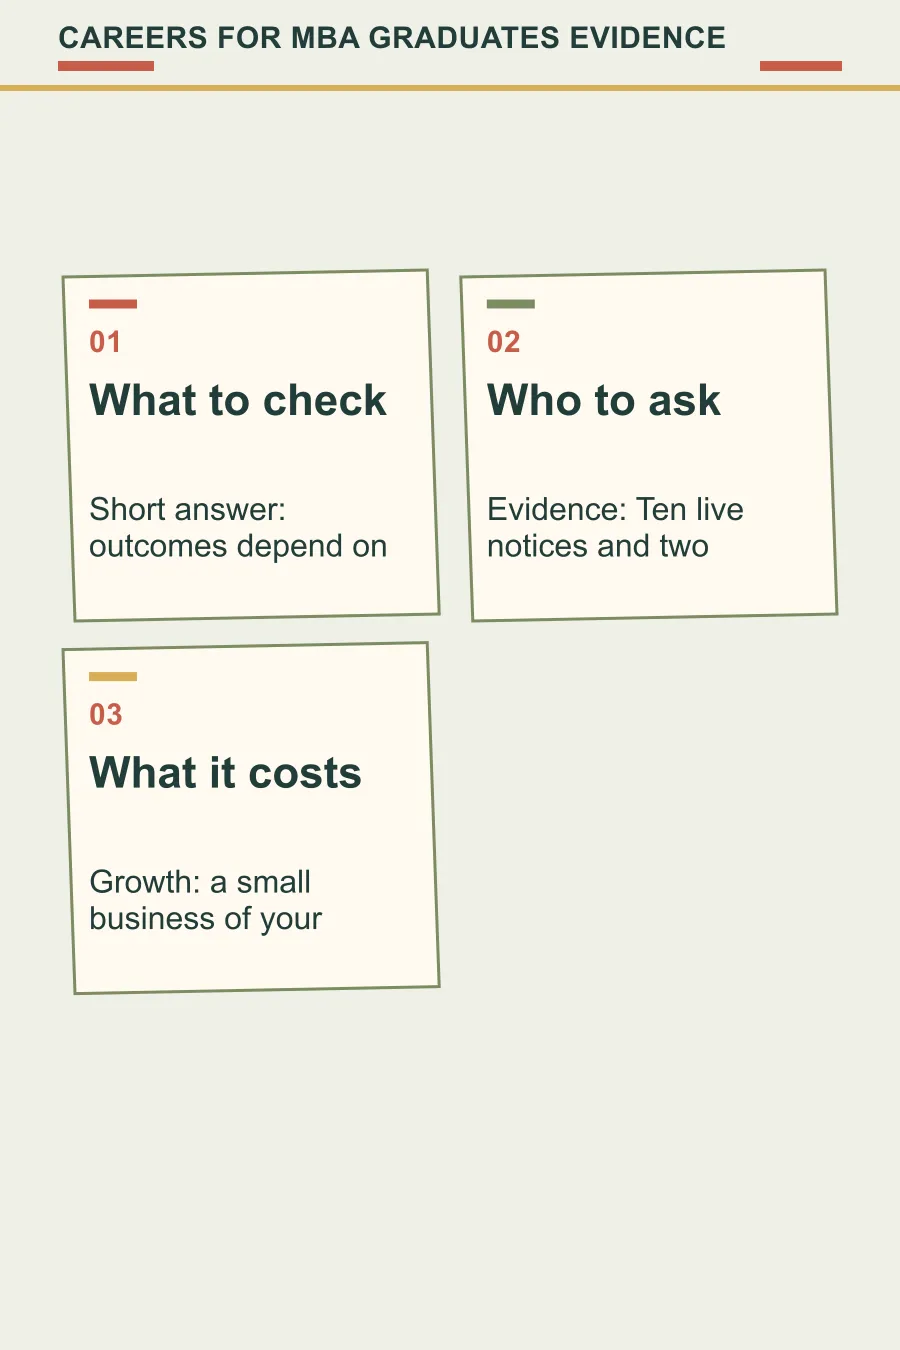 CAREERS FOR MBA GRADUATES EVIDENCE
01
What to check
Short answer:
outcomes depend on
02
Who to ask
Evidence: Ten live
notices and two
03
What it costs
Growth: a small
business of your